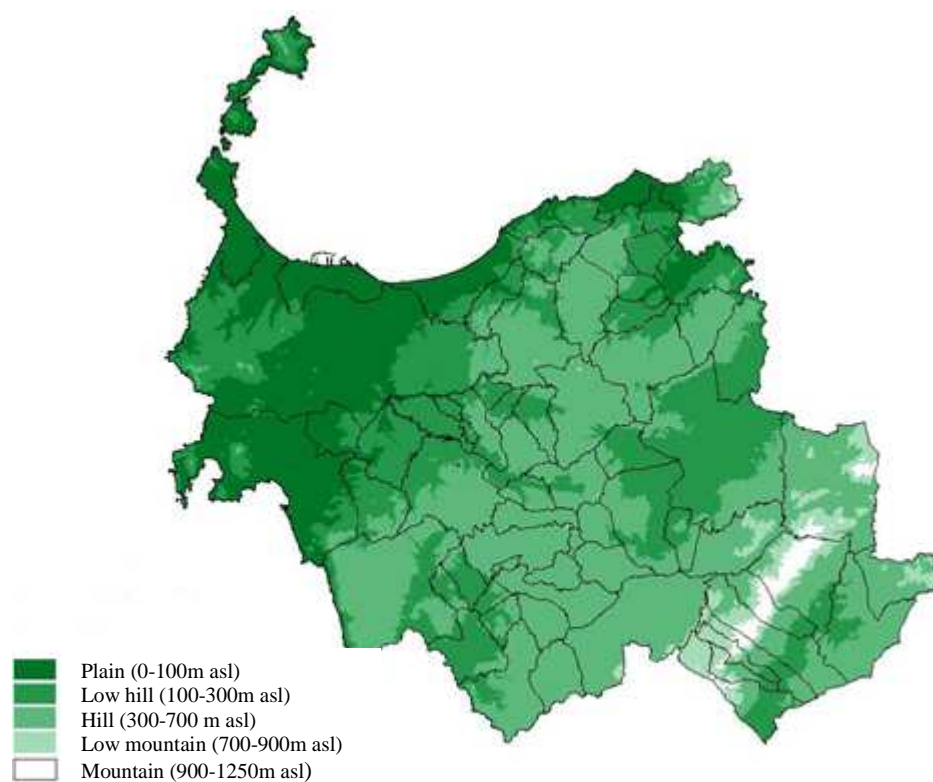 Plain (0-100m asl)
Low hill (100-300m asl)
Hill (300-700 m asl)
Low mountain (700-900m asl)
Mountain (900-1250m asl)